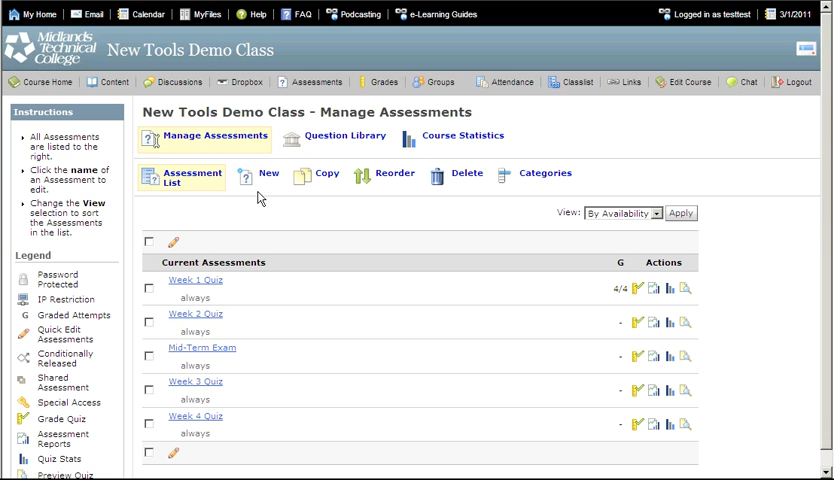 My Home Email Calendar MyFiles Help FAQ Podcasting e-Learning Guides Logged in as testtest 3/1/2011
Midlands
Technical
College
New Tools Demo Class
Course Home Content Discussions Dropbox Assessments Grades Groups Attendance Classlist Links Edit Course Chat Logout
Instructions
All Assessments
are listed to the
right.
Click the name of
an Assessment to
edit.
Change the View
selection to sort
the Assessments
in the list.
Legend
Password
Protected
IP Restriction
G Graded Attempts
Quick Edit
Assessments
Conditionally
Released
Shared
Assessment
Special Access
Grade Quiz
Assessment
Reports
Quiz Stats
Preview Quiz
New Tools Demo Class - Manage Assessments
Manage Assessments Question Library Course Statistics
Assessment
List
New Copy Reorder Delete Categories
View: By Availability Apply
Current Assessments G Actions
Week 1 Quiz
always
4/4
Week 2 Quiz
always
-
Mid-Term Exam
always
-
Week 3 Quiz
always
-
Week 4 Quiz
always
-